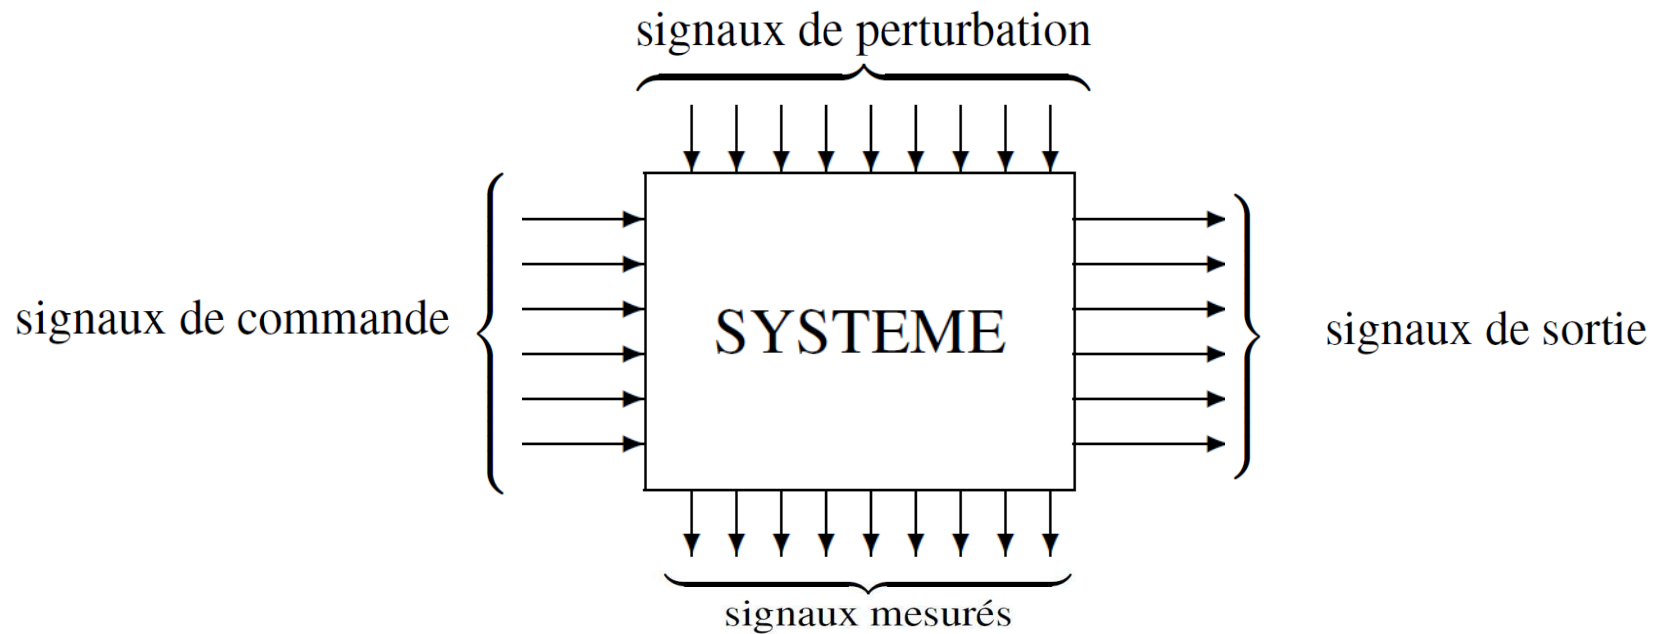 signaux de perturbation
signaux de commande
SYSTEME
signaux de sortie
signaux mesurés